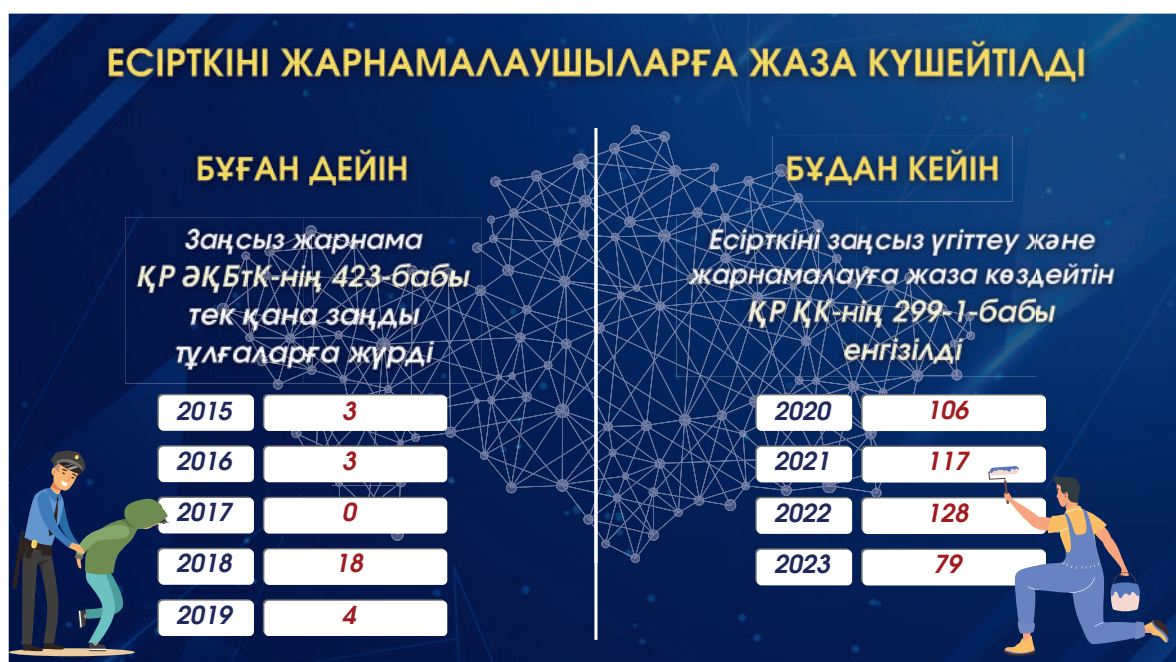 ЕСІРТКІНІ ЖАРНАМАЛАУШЫЛАРҒА ЖАЗА КҮШЕЙТІЛДІ
БҰҒАН ДЕЙІН
Заңсыз жарнама
ҚР ӘҚБтК-нің 423-бабы
тек қана заңды
тұлғаларға жүрді
2015 3
2016 3
2017 0
2018 18
2019 4
БҰДАН КЕЙІН
Есірткіні заңсыз үгіттеу және
жарнамалауға жаза көздейтін
ҚР ҚК-нің 299-1-бабы
енгізілді
2020 106
2021 117
2022 128
2023 79